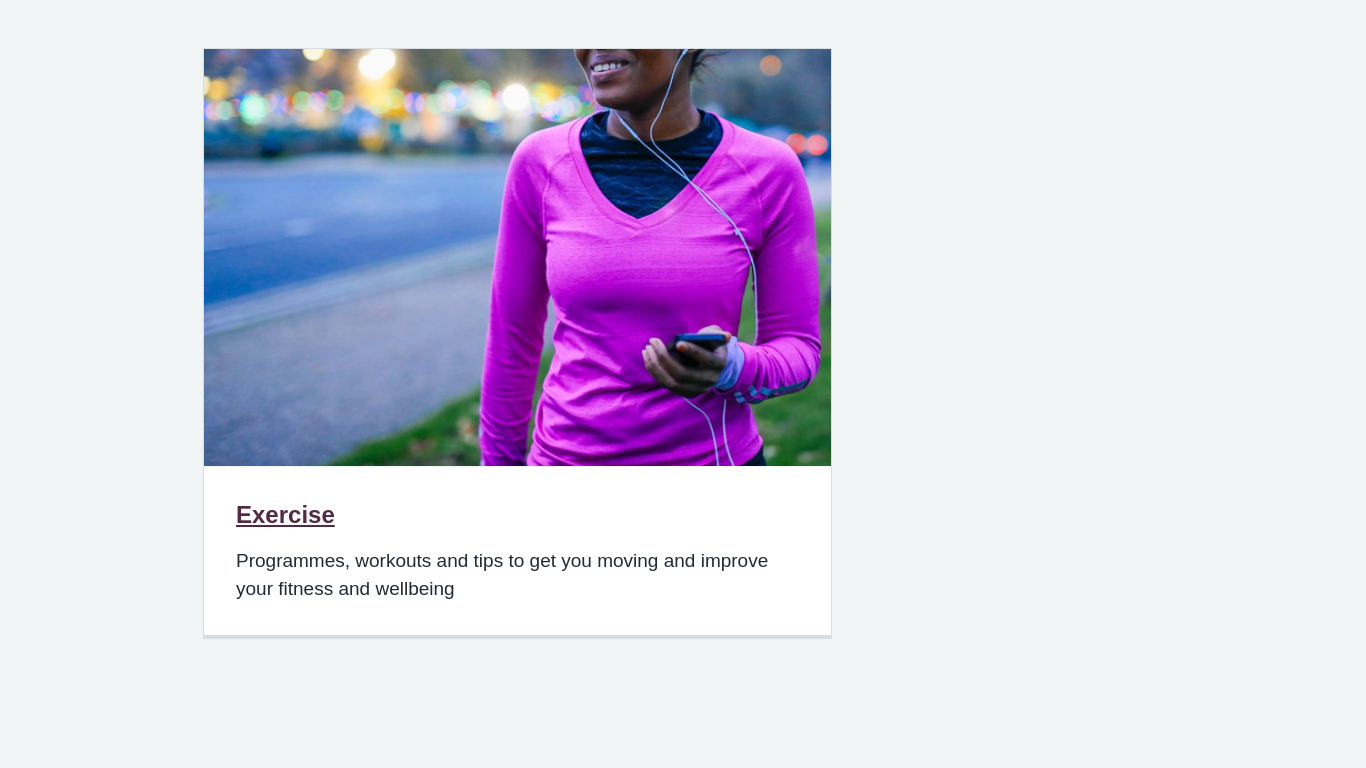 Exercise
Programmes, workouts and tips to get you moving and improve
your fitness and wellbeing